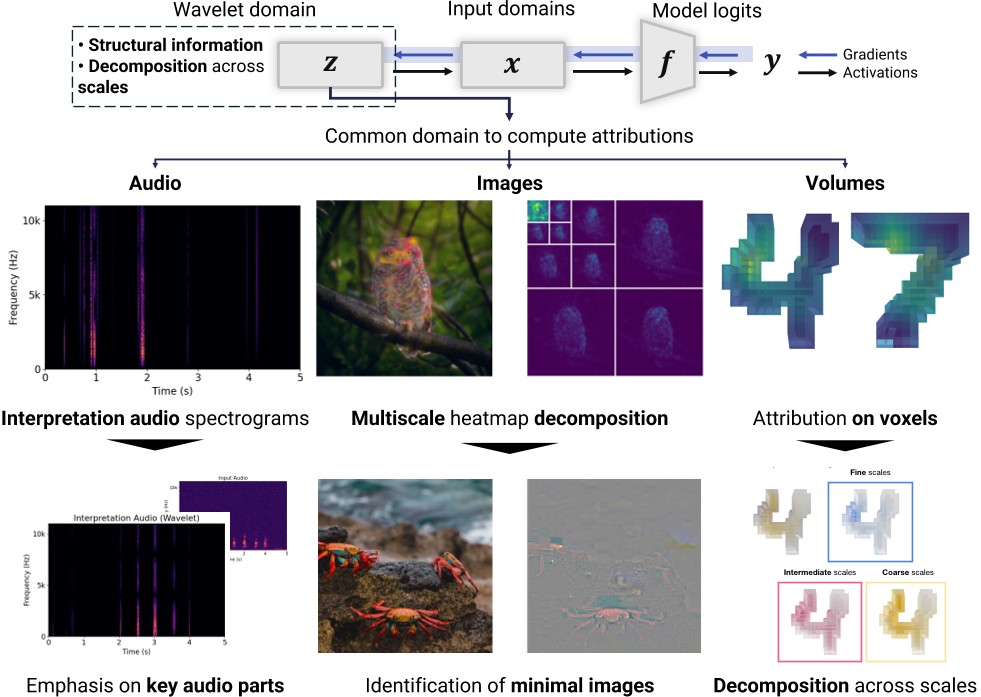 Wavelet domain
Input domains
Model logits
• Structural information
• Decomposition across
scales
z
x
f
y
Gradients
Activations
Common domain to compute attributions
Audio
Images
Volumes
10k
5k
0
Frequency (Hz)
0 1 2 3 4 5
Time (s)
Interpretation audio spectrograms
Multiscale heatmap decomposition
Attribution on voxels
Input Audio
10k
Interpretation Audio (Wavelet)
10k
5k
0
Frequency (Hz)
0 1 2 3 4 5
Time (s)
Fine scales
Intermediate scales
Coarse scales
Emphasis on key audio parts
Identification of minimal images
Decomposition across scales